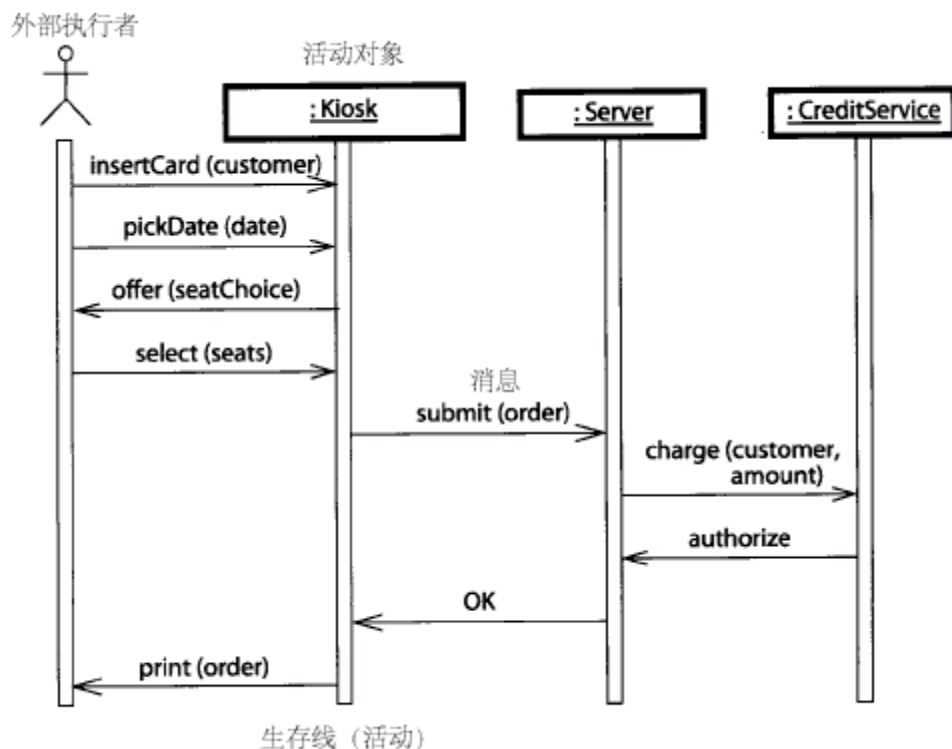 外部执行者
活动对象
: Kiosk
: Server
: CreditService
insertCard (customer)
pickDate (date)
offer (seatChoice)
select (seats)
消息
submit (order)
charge (customer,
amount)
authorize
OK
print (order)
生存线（活动）